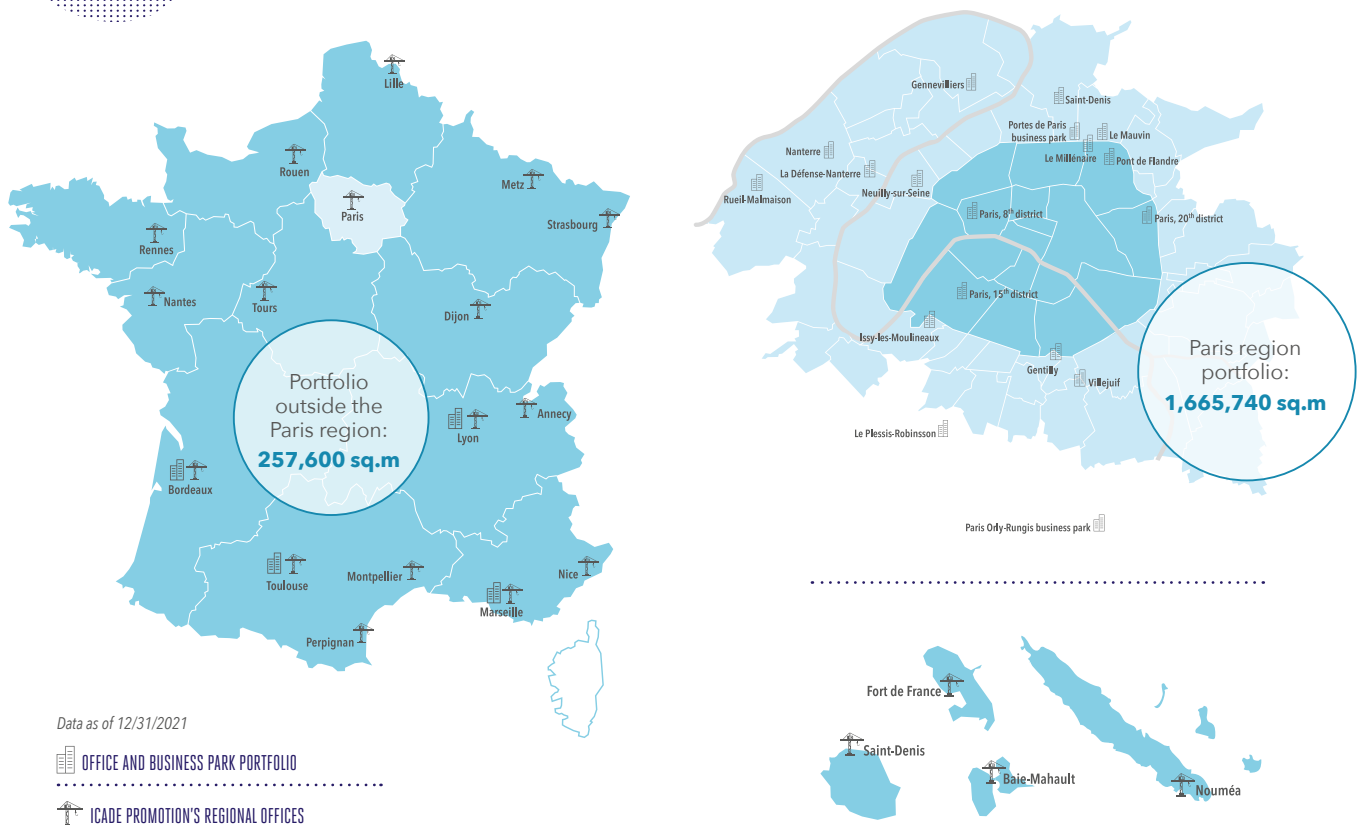 Lille
Rouen
Paris
Metz
Strasbourg
Rennes
Nantes
Tours
Dijon
Portfolio
outside the
Paris region:
257,600 sq.m
Lyon
Annecy
Bordeaux
Toulouse
Montpellier
Nice
Marseille
Perpignan
Data as of 12/31/2021
OFFICE AND BUSINESS PARK PORTFOLIO
ICADE PROMOTION'S REGIONAL OFFICES
Gennevilliers
Saint-Denis
Portes de Paris
business park
Le Mauvin
Nanterre
Le Millénaire
Pont de Flandre
La Défense-Nanterre
Rueil-Malmaison
Neuilly-sur-Seine
Paris, 8th district
Paris, 20th district
Paris, 15th district
Issy-les-Moulineaux
Gentilly
Villejuif
Paris region
portfolio:
1,665,740 sq.m
Le Plessis-Robinsson
Paris Orly-Rungis business park
Fort de France
Saint-Denis
Baie-Mahault
Nouméa